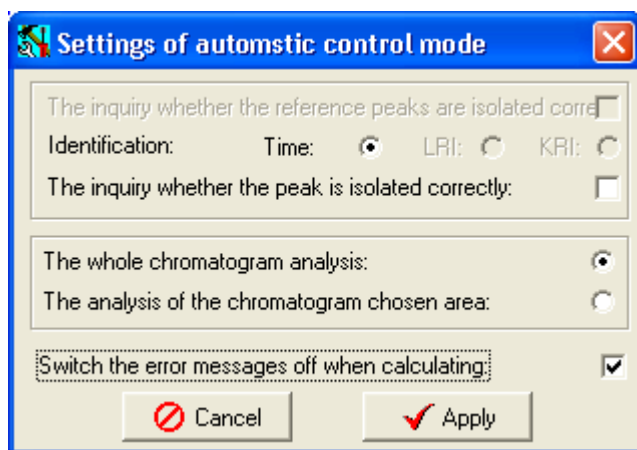 Settings of automstic control mode
The inquiry whether the reference peaks are isolated corre
Identification: Time: LRI: KRI:
The inquiry whether the peak is isolated correctly:
The whole chromatogram analysis:
The analysis of the chromatogram chosen area:
Switch the error messages off when calculating:
Cancel Apply